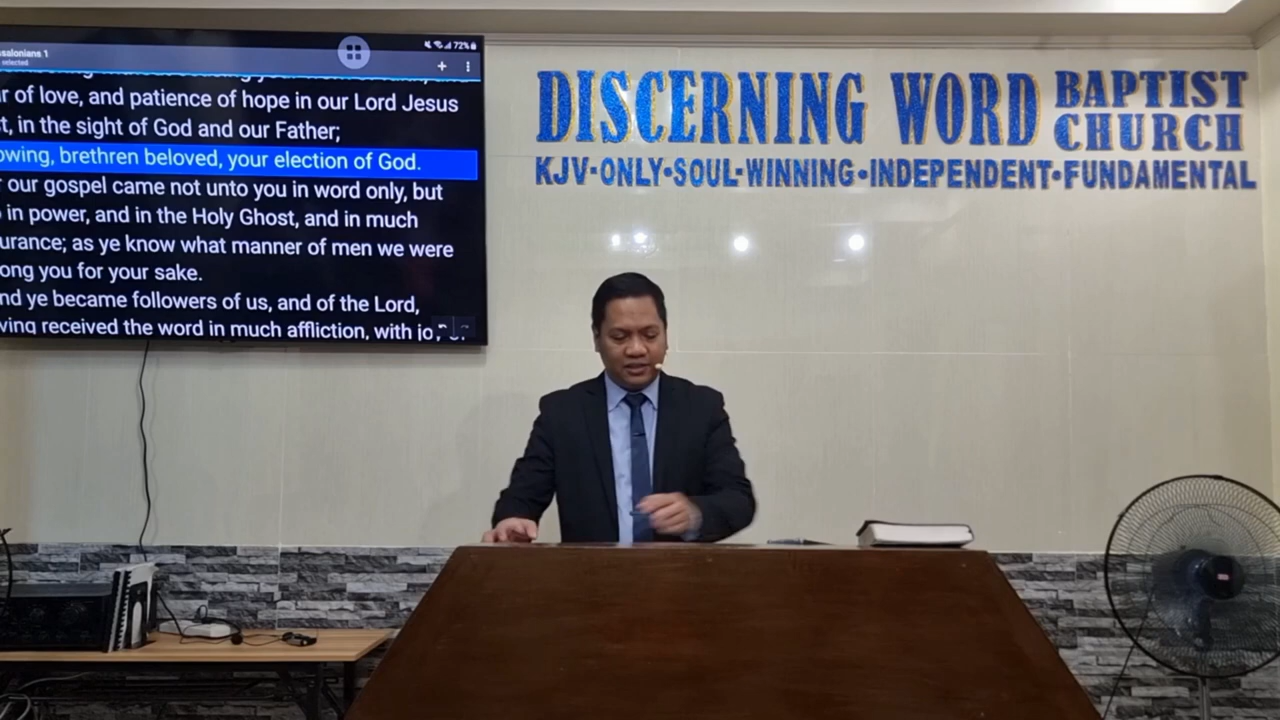 salonians 1
selected
72%
r of love, and patience of hope in our Lord Jesus
t, in the sight of God and our Father;
owing, brethren beloved, your election of God.
r our gospel came not unto you in word only, but
in power, and in the Holy Ghost, and in much
urance; as ye know what manner of men we were
ong you for your sake.
nd ye became followers of us, and of the Lord,
ving received the word in much affliction, with
DISCERNING WORD BAPTIST CHURCH
KJV-ONLY•SOUL-WINNING•INDEPENDENT•FUNDAMENTAL